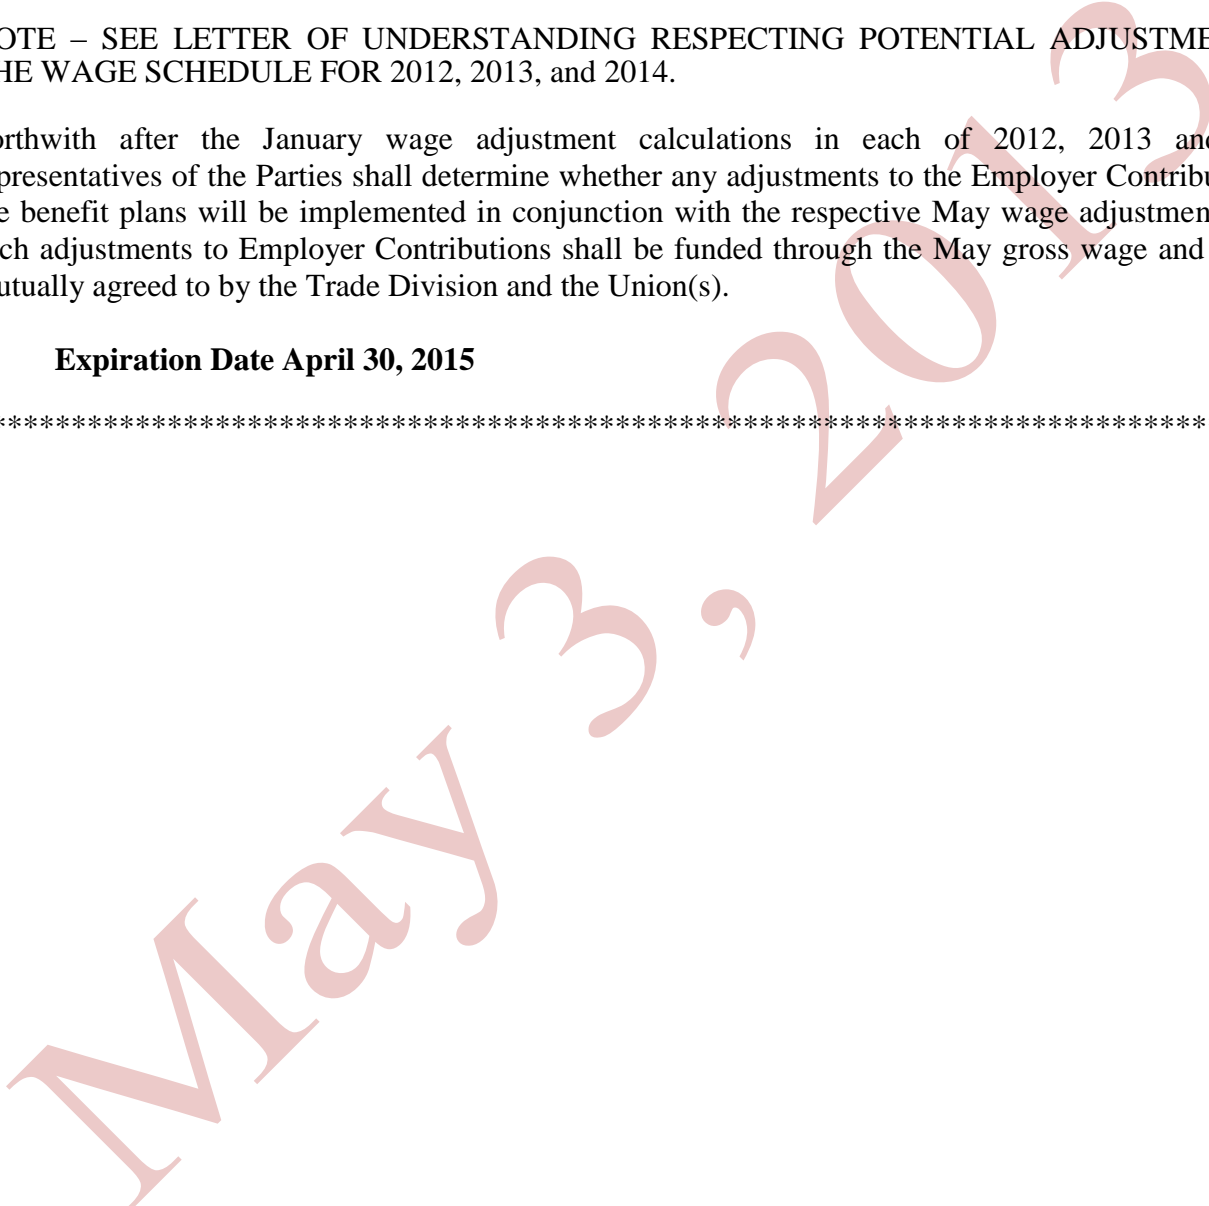 OTE – SEE LETTER OF UNDERSTANDING RESPECTING POTENTIAL ADJUSTME
HE WAGE SCHEDULE FOR 2012, 2013, and 2014.
orthwith after the January wage adjustment calculations in each of 2012, 2013 and
presentatives of the Parties shall determine whether any adjustments to the Employer Contribu
e benefit plans will be implemented in conjunction with the respective May wage adjustmen
ch adjustments to Employer Contributions shall be funded through the May gross wage and
utually agreed to by the Trade Division and the Union(s).
Expiration Date April 30, 2015
****************************************************************************
May 3, 2013